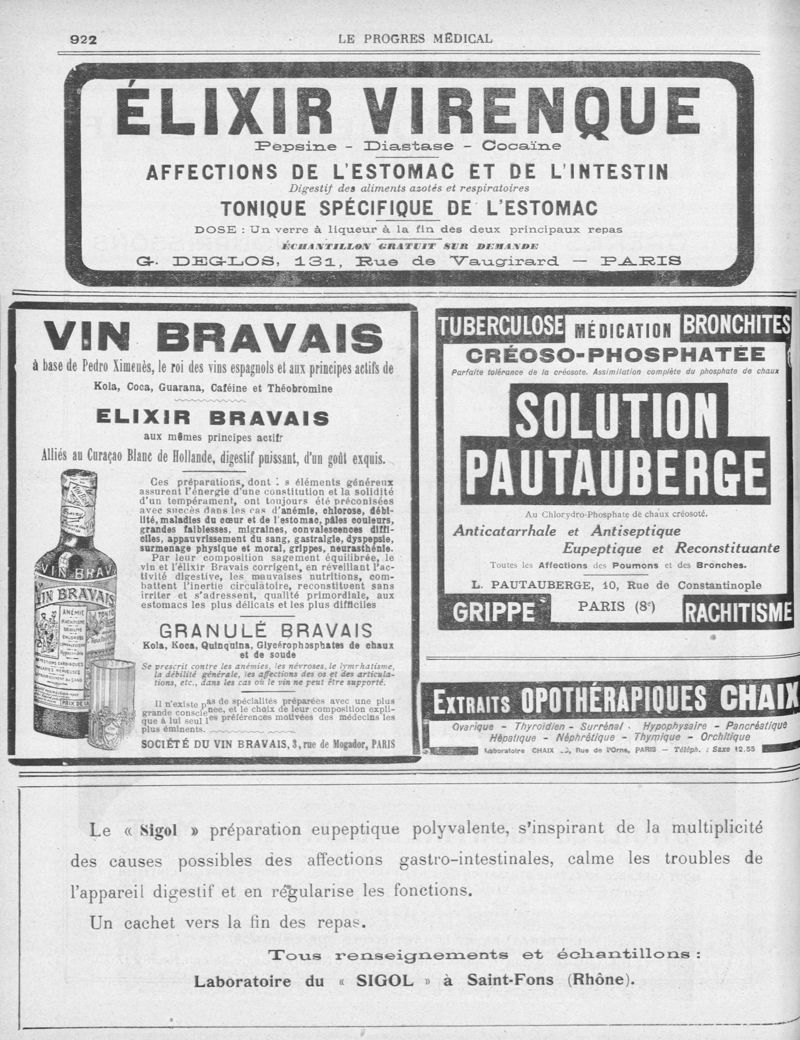 922
LE PROGRES MÉDICAL
ÉLIXIR VIRENQUE
Pepsine – Diastase – Cocaïne
AFFECTIONS DE L'ESTOMAC ET DE L'INTESTIN
Digestif des aliments azotés et respiratoires
TONIQUE SPÉCIFIQUE DE L'ESTOMAC
DOSE : Un verre à liqueur à la fin des deux principaux repas
ÉCHANTILLON GRATUIT SUR DEMANDE
G. DEGLOS, 131, Rue de Vaugirard — PARIS
VIN BRAVAIS
à base de Pedro Ximenès, le roi des vins espagnols et aux principes actifs de
Kola, Coca, Guarana, Caféine et Théobromine
ELIXIR BRAVAIS
aux mêmes principes actifr
Alliés au Curaçao Blanc de Hollande, digestif puissant, d'un goût exquis.
Ces préparations, dont : s éléments généreux
assurent l'énergie d'une constitution et la solidité
d'un tempérament, ont toujours été préconisées
avec succès dans les cas d'anémie, chlorose, débi-
lité, maladies du cœur et de l'estomac, pâles couleurs,
grandes faiblesses, migraines, convalescences diffi-
ciles, appauvrissement du sang, gastralgie, dyspepsie,
surmenage physique et moral, grippes, neurasthénie.
Par leur composition sagement équilibrée, le
vin et l'élixir Bravais corrigent, en réveillant l'ac-
tivité digestive, les mauvaises nutritions, com-
battent l'inertie circulatoire, reconstituent sans
irriter et s'adressent, qualité primordiale, aux
estomacs les plus délicats et les plus difficiles
VIN BRAV
VIN BRAVAIS
ANÉMIE
GRANULÉ BRAVAIS
Kola, Koca, Quinquina, Glycérophosphates de chaux
et de soude
Se prescrit contre les anémies, les névroses, le lymrhatisme,
la débilité générale, les affections des os et des articula-
tions, etc., dans les cas où le vin ne peut être supporté.
Il n'existe pas de spécialités préparées avec une plus
grande conscienee, et le choix de leur composition expli-
que à lui seul les préférences motivées des médecins les
plus éminents.
SOCIÉTÉ DU VIN BRAVAIS, 3, rue de Mogador, PARIS
TUBERCULOSE MÉDICATION BRONCHITES
CRÉOSO-PHOSPHATÉE
Parfaite tolérance de la créosote. Assimilation complète du phosphate de chaux
SOLUTION
PAUTAUBERGE
Au Chlorydro-Phosphate de chaux créosoté.
Anticatarrhale et Antiseptique
Eupeptique et Reconstituante
Toutes les Affections des Poumons et des Bronches.
L. PAUTAUBERGE, 10, Rue de Constantinople
GRIPPE PARIS (8e) RACHITISME
EXTRAITS OPOTHÉRAPIQUES CHAIX
Ovarique – Thyroïdien – Surrénal . Hypophysaire – Pancréatique
Hépatique – Néphrétique – Thymique – Orchitique
Laboratoire CHAIX 10, Rue de l'Orne, PARIS – Téléph. : Saxe 12.55
Le « Sigol » préparation eupeptique polyvalente, s'inspirant de la multiplicité
des causes possibles des affections gastro-intestinales, calme les troubles de
l'appareil digestif et en régularise les fonctions.
Un cachet vers la fin des repas.
Tous renseignements et échantillons :
Laboratoire du « SIGOL » à Saint-Fons (Rhône).